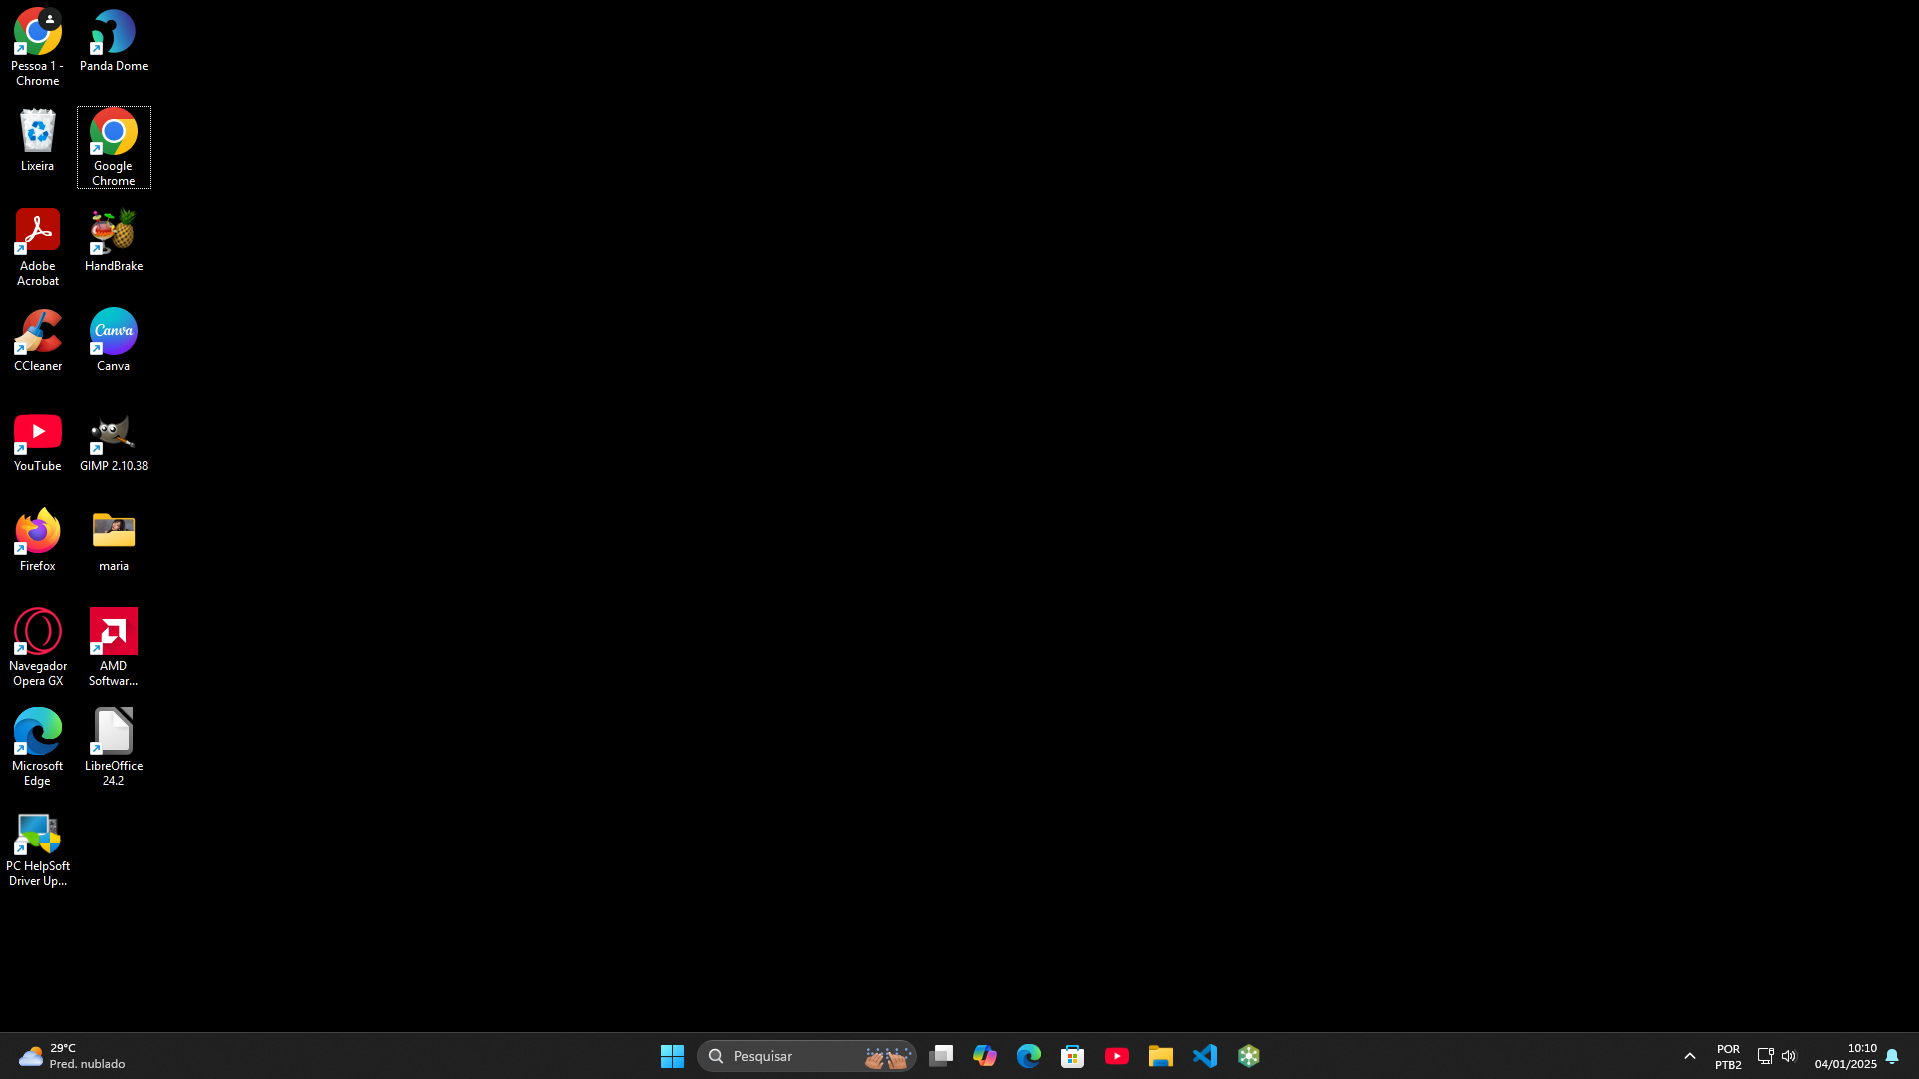 Pessoa 1 -
Chrome
Panda Dome
Lixeira
Google
Chrome
Adobe
Acrobat
HandBrake
CCleaner
Canva
Canva
YouTube
GIMP 2.10.38
Firefox
maria
Navegador
Opera GX
AMD
Softwar...
Microsoft
Edge
LibreOffice
24.2
PC HelpSoft
Driver Up...
29°C
Pred. nublado
Pesquisar
POR
PTB2
10:10
04/01/2025